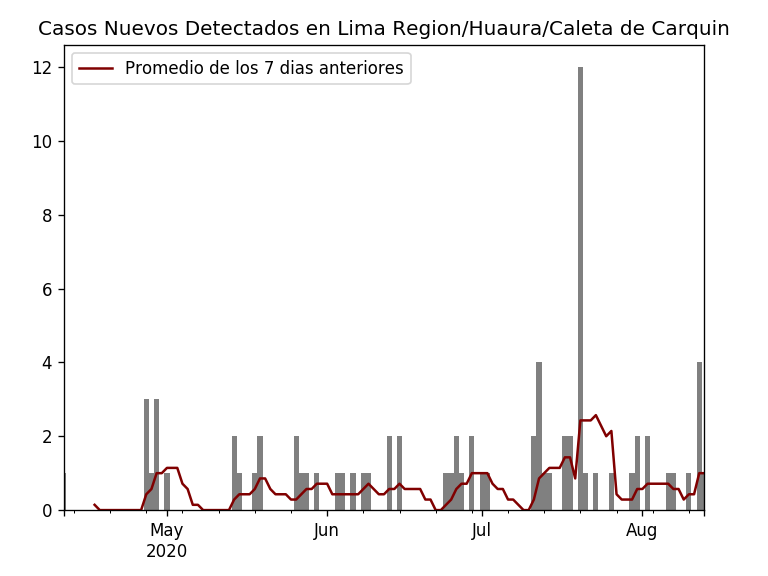 Casos Nuevos Detectados en Lima Region/Huaura/Caleta de Carquin
Promedio de los 7 dias anteriores
12
10
8
6
4
2
0
May Jun Jul Aug
2020